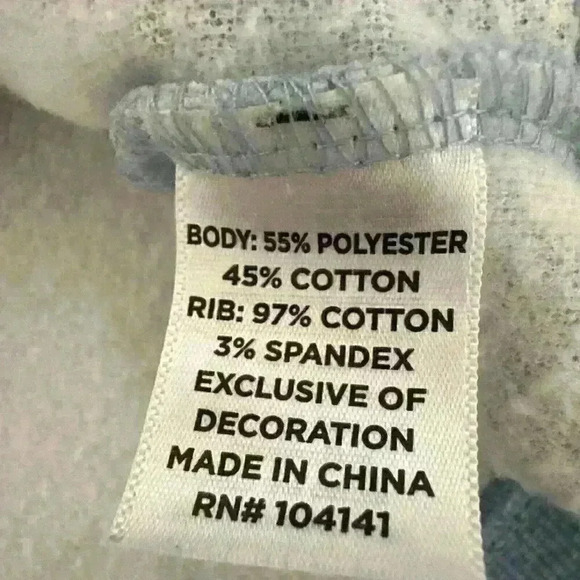 BODY: 55% POLYESTER
45% COTTON
RIB: 97% COTTON
3% SPANDEX
EXCLUSIVE OF
DECORATION
MADE IN CHINA
RN# 104141